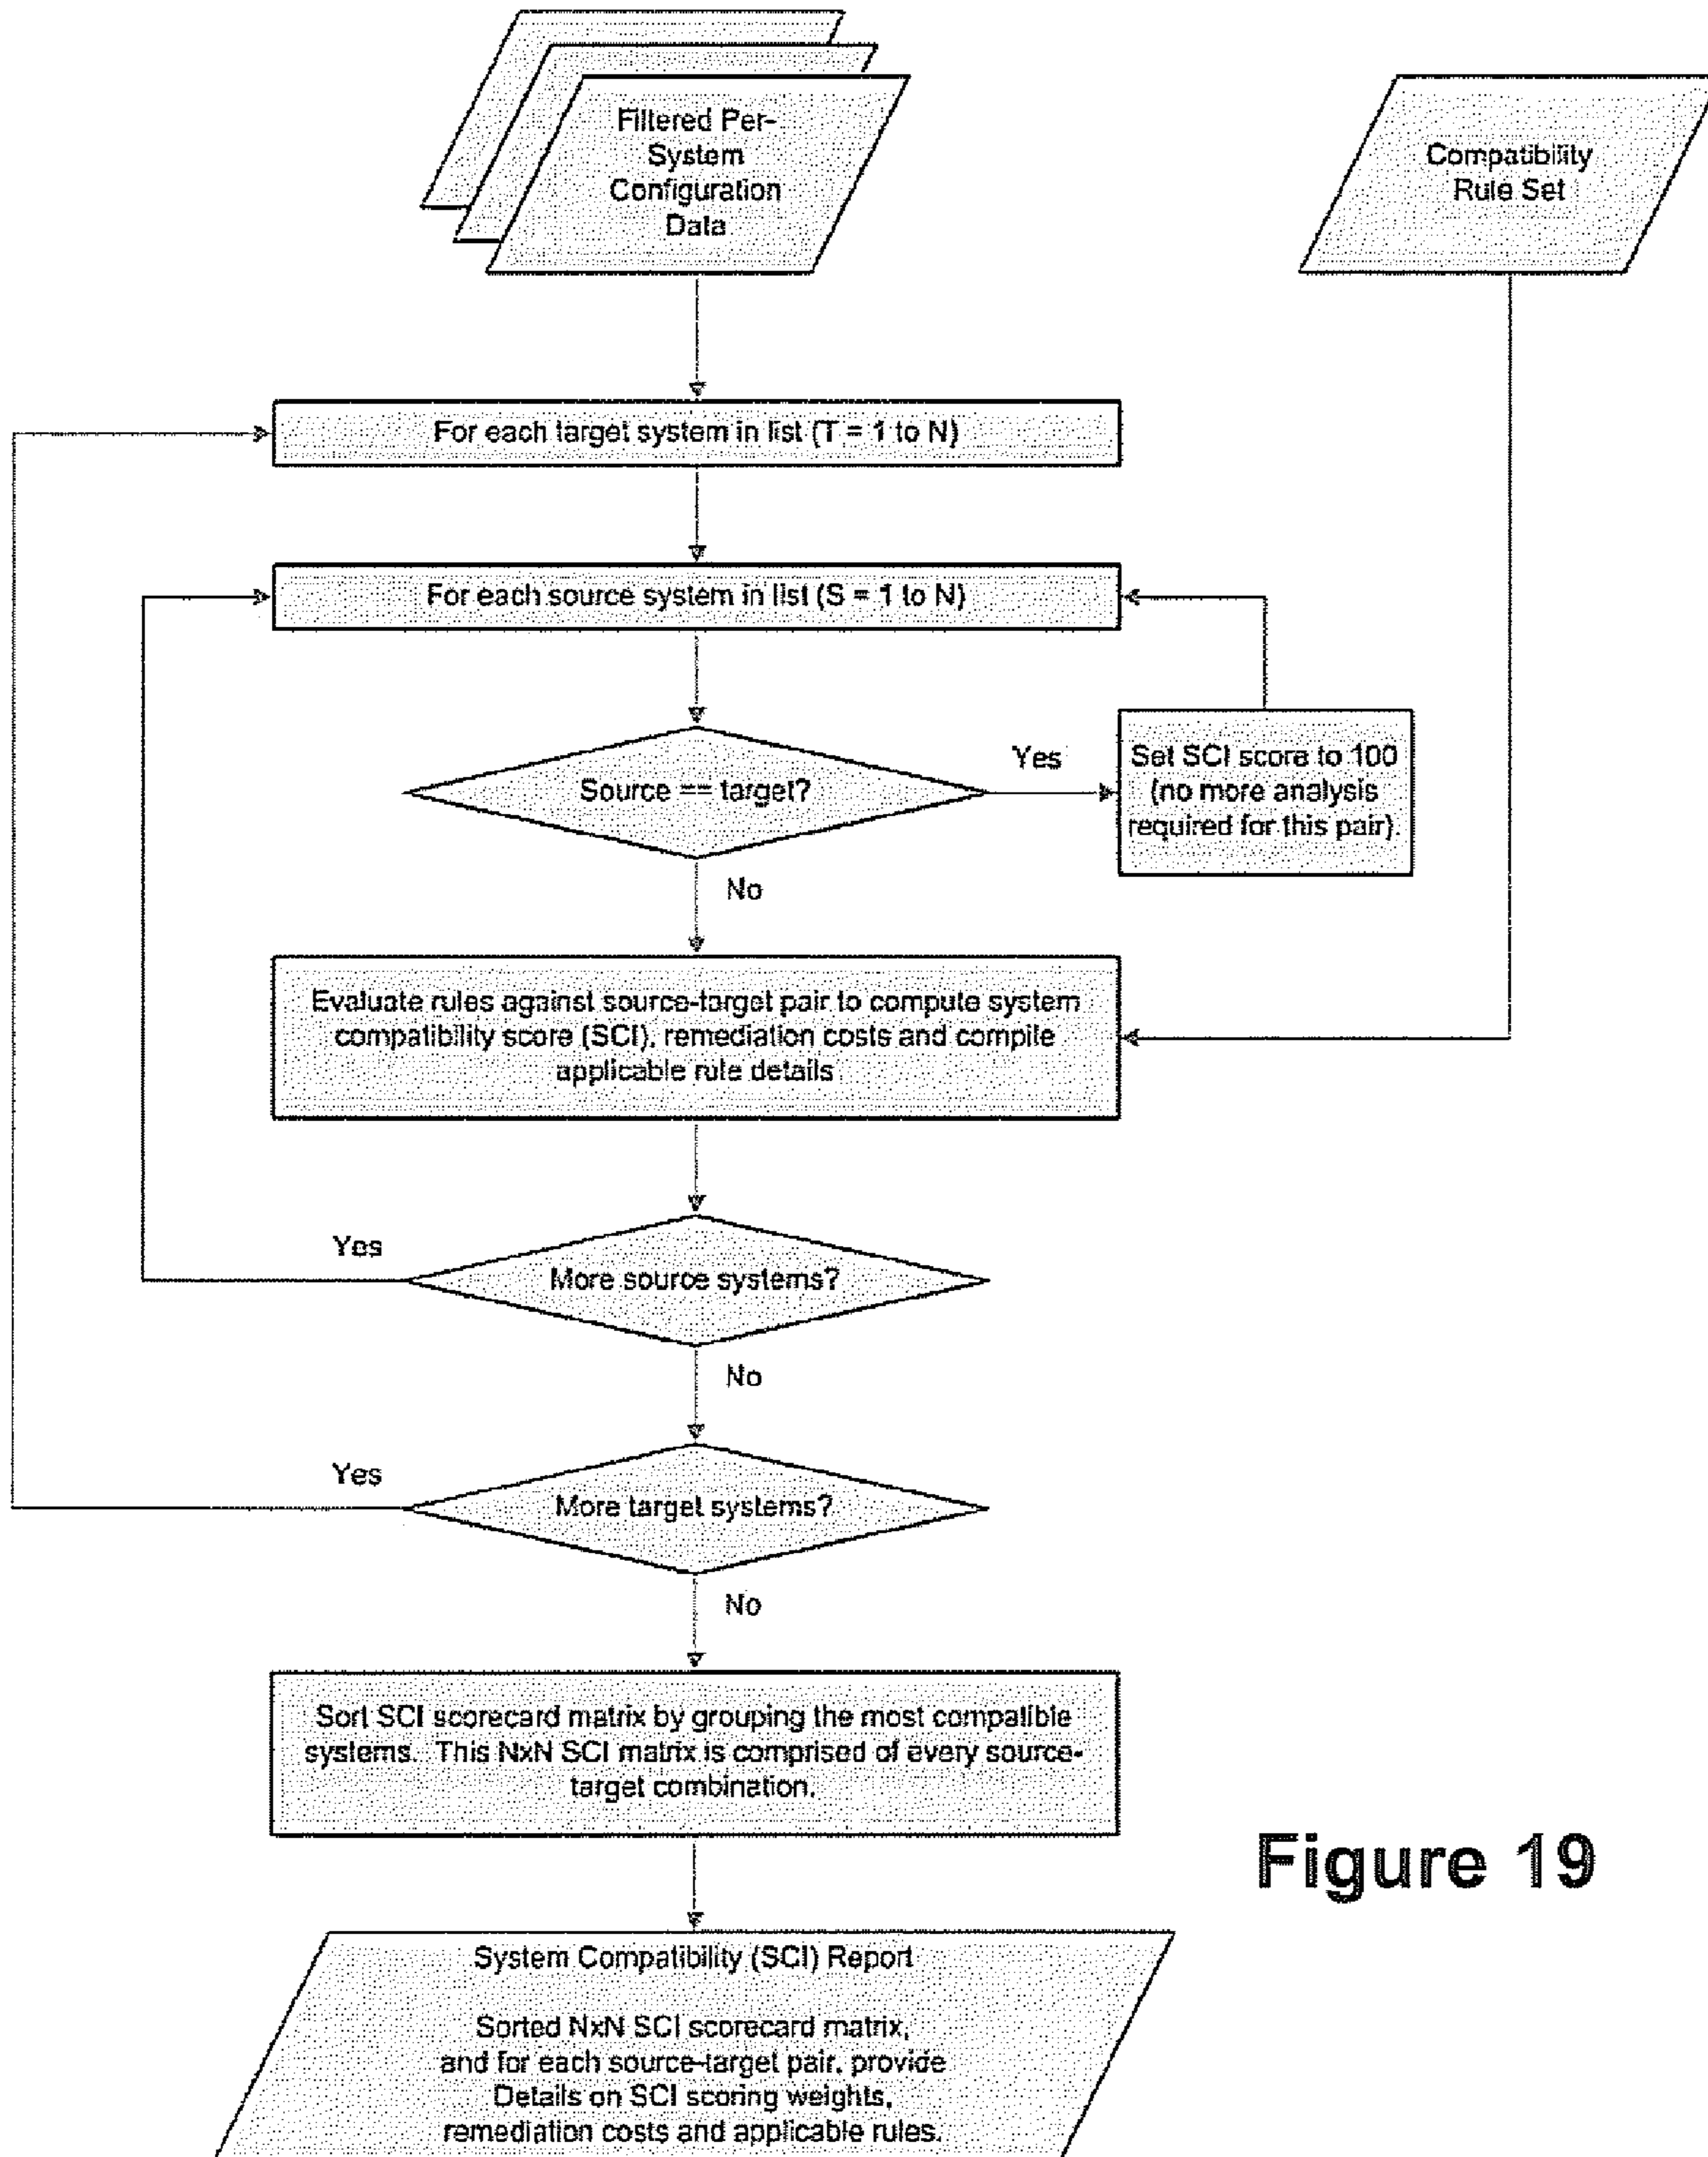 Filtered Per-
System
Configuration
Data
Compatibility
Rule Set
For each target system in list (T = 1 to N)
For each source system in list (S = 1 to N)
Source == target?
Yes
Set SCI score to 100
(no more analysis
required for this pair).
No
Evaluate rules against source-target pair to compute system
compatibility score (SCI), remediation costs and compile
applicable rule details
Yes
More source systems?
No
Yes
More target systems?
No
Sort SCI scorecard matrix by grouping the most compatible
systems. This NxN SCI matrix is comprised of every source-
target combination.
Figure 19
System Compatibility (SCI) Report
Sorted NxN SCI scorecard matrix,
and for each source-target pair, provide
Details on SCI scoring weights,
remediation costs and applicable rules.